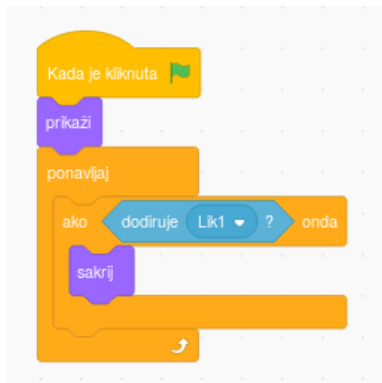 Kada je kliknuta
prikaži
ponavljaj
ako dodiruje Lik1 ? onda
sakrij